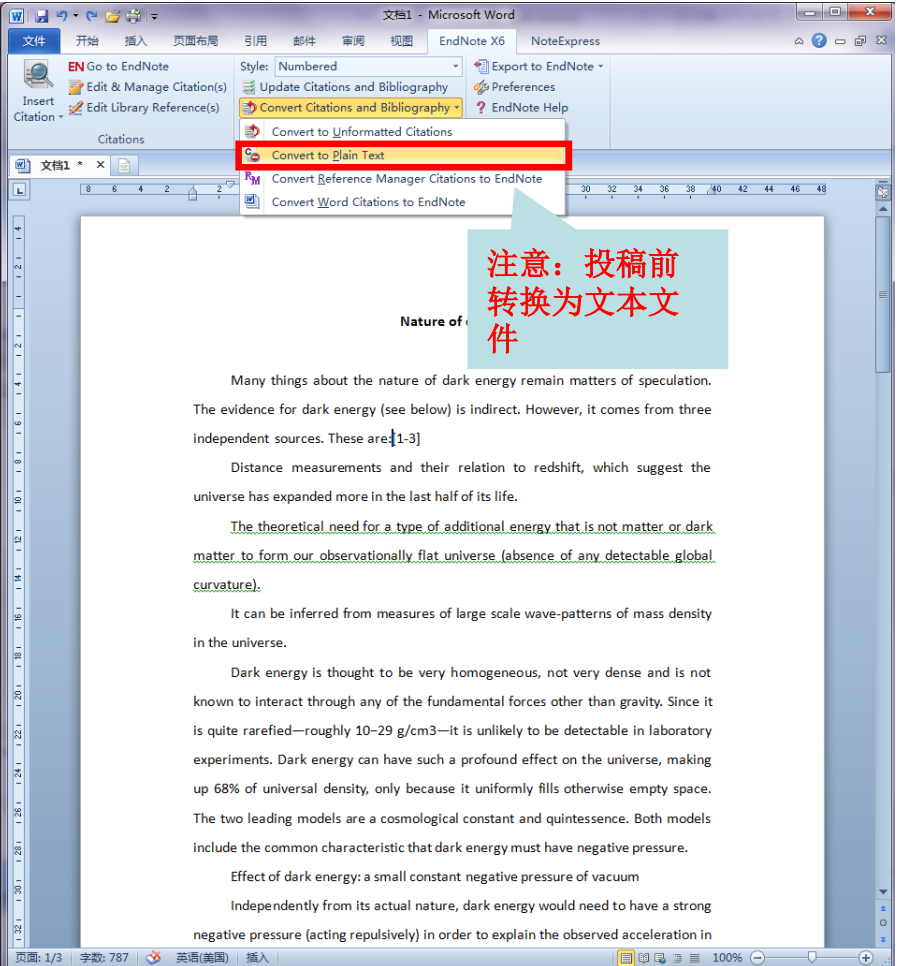 文档1 - Microsoft Word
文件 开始 插入 页面布局 引用 邮件 审阅 视图 EndNote X6 NoteExpress
EN Go to EndNote
Style: Numbered
Export to EndNote
Edit & Manage Citation(s)
Update Citations and Bibliography
Preferences
Insert Citation
Edit Library Reference(s)
Convert Citations and Bibliography
EndNote Help
Citations
Convert to Unformatted Citations
Convert to Plain Text
Convert Reference Manager Citations to EndNote
Convert Word Citations to EndNote
文档1 *
8 6 4 2 2 30 32 34 36 38 40 42 44 46 48
注意：投稿前
转换为文本文
件
Nature of
Many things about the nature of dark energy remain matters of speculation.
The evidence for dark energy (see below) is indirect. However, it comes from three
independent sources. These are:[1-3]
Distance measurements and their relation to redshift, which suggest the
universe has expanded more in the last half of its life.
The theoretical need for a type of additional energy that is not matter or dark
matter to form our observationally flat universe (absence of any detectable global
curvature).
It can be inferred from measures of large scale wave-patterns of mass density
in the universe.
Dark energy is thought to be very homogeneous, not very dense and is not
known to interact through any of the fundamental forces other than gravity. Since it
is quite rarefied—roughly 10−29 g/cm3—it is unlikely to be detectable in laboratory
experiments. Dark energy can have such a profound effect on the universe, making
up 68% of universal density, only because it uniformly fills otherwise empty space.
The two leading models are a cosmological constant and quintessence. Both models
include the common characteristic that dark energy must have negative pressure.
Effect of dark energy: a small constant negative pressure of vacuum
Independently from its actual nature, dark energy would need to have a strong
negative pressure (acting repulsively) in order to explain the observed acceleration in
页面: 1/3 字数: 787 英语(美国) 插入 100%